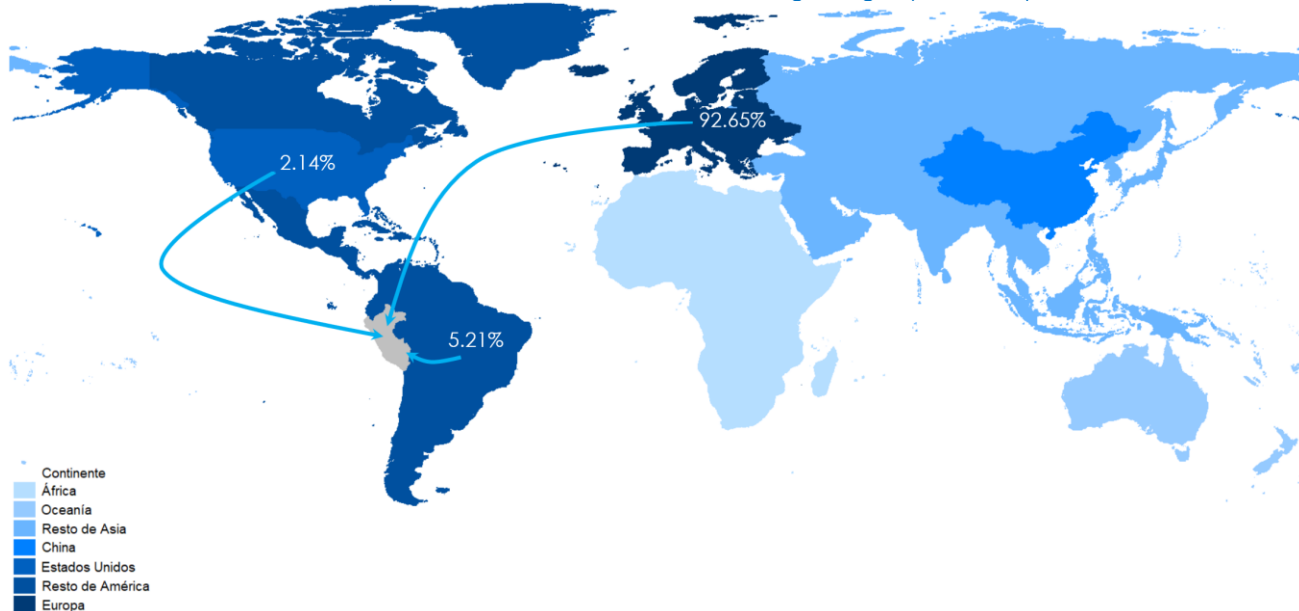 2.14%
92.65%
5.21%
Continente
África
Oceanía
Resto de Asia
China
Estados Unidos
Resto de América
Europa